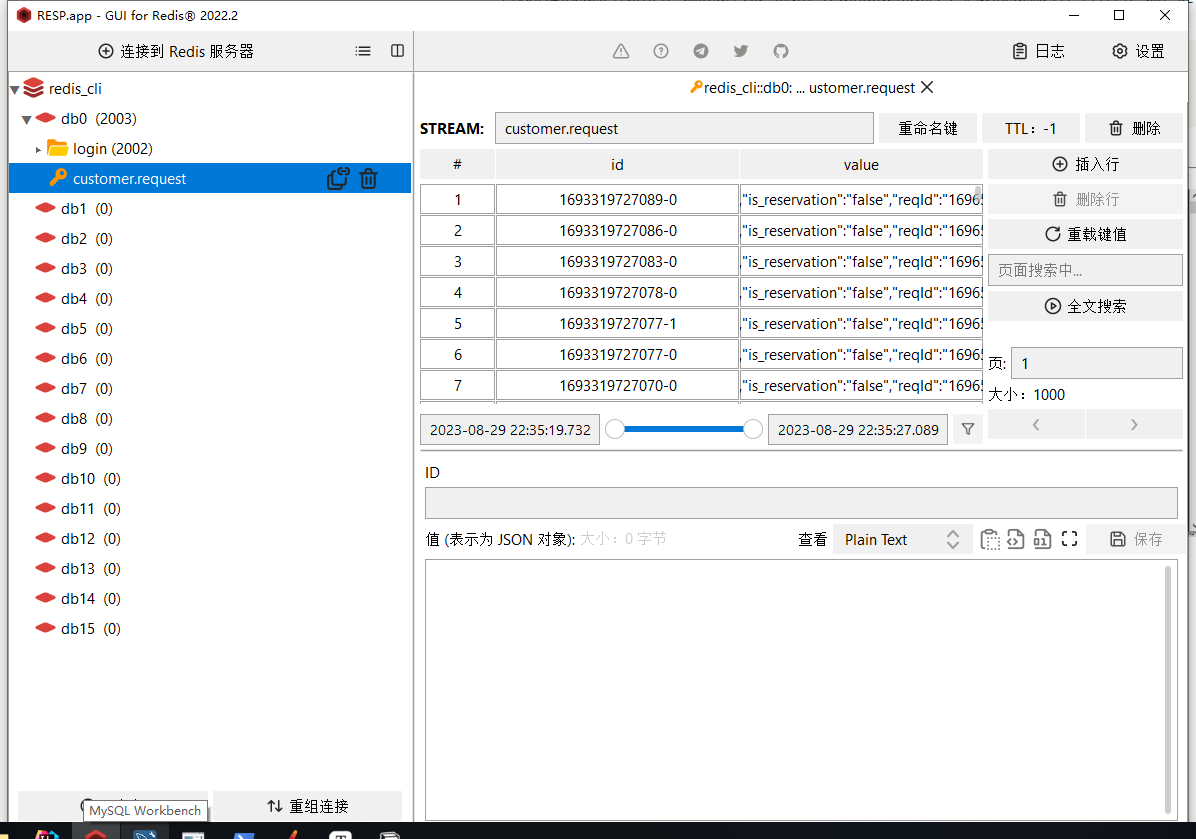 RESP.app - GUI for Redis® 2022.2
连接到 Redis 服务器
日志
设置
redis_cli
db0 (2003)
login (2002)
customer.request
db1 (0)
db2 (0)
db3 (0)
db4 (0)
db5 (0)
db6 (0)
db7 (0)
db8 (0)
db9 (0)
db10 (0)
db11 (0)
db12 (0)
db13 (0)
db14 (0)
db15 (0)
重组连接
MySQL Workbench
redis_cli::db0: ... ustomer.request
STREAM: customer.request 重命名键 TTL: -1 删除
# id value
1 1693319727089-0 ,"is_reservation":"false","reqId":"1696
2 1693319727086-0 ,"is_reservation":"false","reqId":"1696
3 1693319727083-0 ,"is_reservation":"false","reqId":"1696
4 1693319727078-0 ,"is_reservation":"false","reqId":"1696
5 1693319727077-1 ,"is_reservation":"false","reqId":"1696
6 1693319727077-0 ,"is_reservation":"false","reqId":"1696
7 1693319727070-0 ,"is_reservation":"false","reqId":"1696
插入行
删除行
重载键值
页面搜索中...
全文搜索
页: 1
大小：1000
2023-08-29 22:35:19.732 2023-08-29 22:35:27.089
ID
值 (表示为 JSON 对象): 大小：0 字节 查看 Plain Text 保存